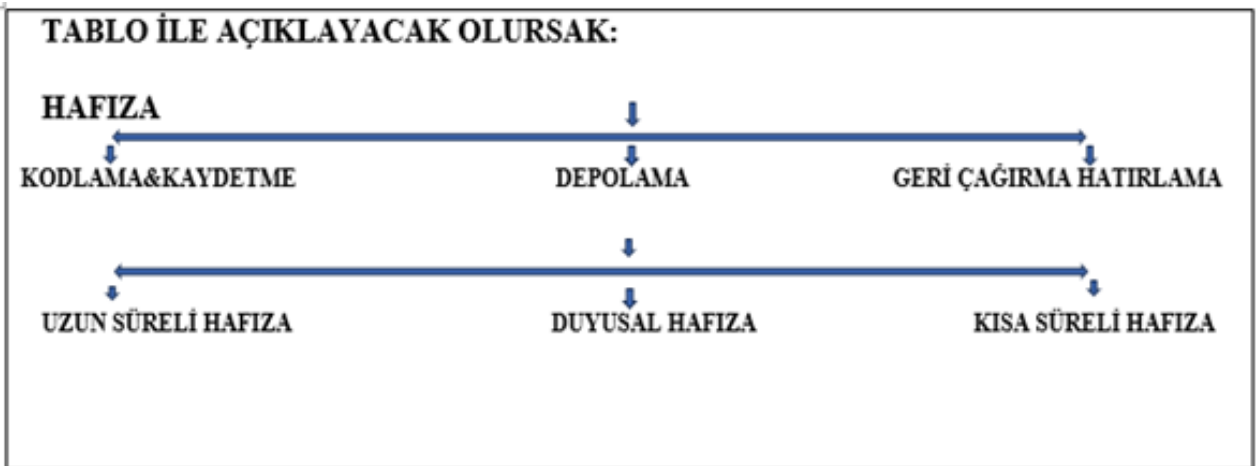 TABLO İLE AÇIKLAYACAK OLURSAK:
HAFIZA
KODLAMA&KAYDETME DEPOLAMA GERİ ÇAĞIRMA HATIRLAMA
UZUN SÜRELİ HAFIZA DUYUSAL HAFIZA KISA SÜRELİ HAFIZA